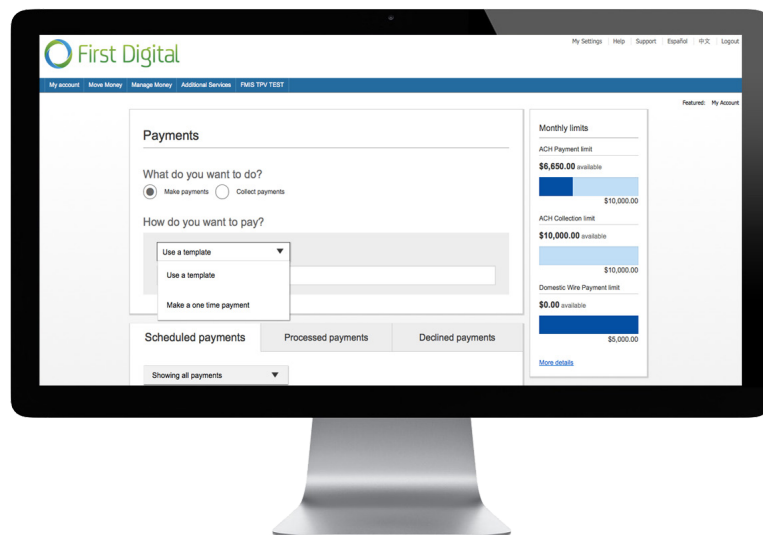 First Digital
My Settings Help Support Español 中文 Logout
My account Move Money Manage Money Additional Services FMIS TPV TEST
Featured: My Account
Payments
What do you want to do?
Make payments Collect payments
How do you want to pay?
Use a template
Use a template
Make a one time payment
Scheduled payments Processed payments Declined payments
Showing all payments
Monthly limits
ACH Payment limit
$6,650.00 available
$10,000.00
ACH Collection limit
$10,000.00 available
$10,000.00
Domestic Wire Payment limit
$0.00 available
$5,000.00
More details